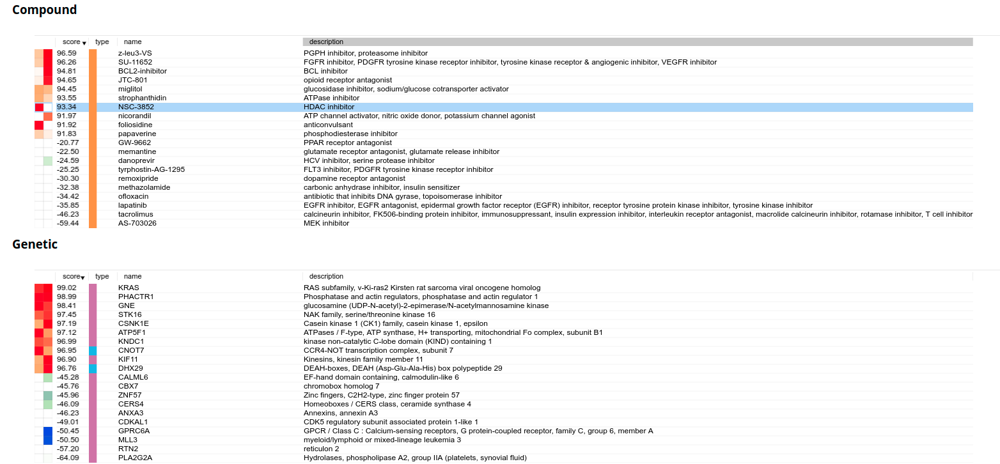 Compound
score▼ type name description
96.59 z-leu3-VS PGPH inhibitor, proteasome inhibitor
96.26 SU-11652 FGFR inhibitor, PDGFR tyrosine kinase receptor inhibitor, tyrosine kinase receptor & angiogenic inhibitor, VEGFR inhibitor
94.81 BCL2-inhibitor BCL inhibitor
94.65 JTC-801 opioid receptor antagonist
94.45 miglitol glucosidase inhibitor, sodium/glucose cotransporter activator
93.55 strophanthidin ATPase inhibitor
93.34 NSC-3852 HDAC inhibitor
91.97 nicorandil ATP channel activator, nitric oxide donor, potassium channel agonist
91.92 foliosidine anticonvulsant
91.83 papaverine phosphodiesterase inhibitor
-20.77 GW-9662 PPAR receptor antagonist
-22.50 memantine glutamate receptor antagonist, glutamate release inhibitor
-24.59 danoprevir HCV inhibitor, serine protease inhibitor
-25.25 tyrphostin-AG-1295 FLT3 inhibitor, PDGFR tyrosine kinase receptor inhibitor
-30.30 remoxipride dopamine receptor antagonist
-32.38 methazolamide carbonic anhydrase inhibitor, insulin sensitizer
-34.42 ofloxacin antibiotic that inhibits DNA gyrase, topoisomerase inhibitor
-35.85 lapatinib EGFR inhibitor, EGFR antagonist, epidermal growth factor receptor (EGFR) inhibitor, receptor tyrosine protein kinase inhibitor, tyrosine kinase inhibitor
-46.23 tacrolimus calcineurin inhibitor, FK506-binding protein inhibitor, immunosuppressant, insulin expression inhibitor, interleukin receptor antagonist, macrolide calcineurin inhibitor, rotamase inhibitor, T cell inhibitor
-59.44 AS-703026 MEK inhibitor
Genetic
score▼ type name description
99.02 KRAS RAS subfamily, v-Ki-ras2 Kirsten rat sarcoma viral oncogene homolog
98.99 PHACTR1 Phosphatase and actin regulators, phosphatase and actin regulator 1
98.41 GNE glucosamine (UDP-N-acetyl)-2-epimerase/N-acetylmannosamine kinase
97.45 STK16 NAK family, serine/threonine kinase 16
97.19 CSNK1E Casein kinase 1 (CK1) family, casein kinase 1, epsilon
97.12 ATP5F1 ATPases / F-type, ATP synthase, H+ transporting, mitochondrial Fo complex, subunit B1
96.99 KNDC1 kinase non-catalytic C-lobe domain (KIND) containing 1
96.95 CNOT7 CCR4-NOT transcription complex, subunit 7
96.90 KIF11 Kinesins, kinesin family member 11
96.76 DHX29 DEAH-boxes, DEAH (Asp-Glu-Ala-His) box polypeptide 29
-45.28 CALML6 EF-hand domain containing, calmodulin-like 6
-45.76 CBX7 chromobox homolog 7
-45.96 ZNF57 Zinc fingers, C2H2-type, zinc finger protein 57
-46.09 CERS4 Homeoboxes / CERS class, ceramide synthase 4
-46.23 ANXA3 Annexins, annexin A3
-49.01 CDKAL1 CDK5 regulatory subunit associated protein 1-like 1
-50.45 GPRC6A GPCR / Class C : Calcium-sensing receptors, G protein-coupled receptor, family C, group 6, member A
-50.50 MLL3 myeloid/lymphoid or mixed-lineage leukemia 3
-57.20 RTN2 reticulon 2
-64.09 PLA2G2A Hydrolases, phospholipase A2, group IIA (platelets, synovial fluid)